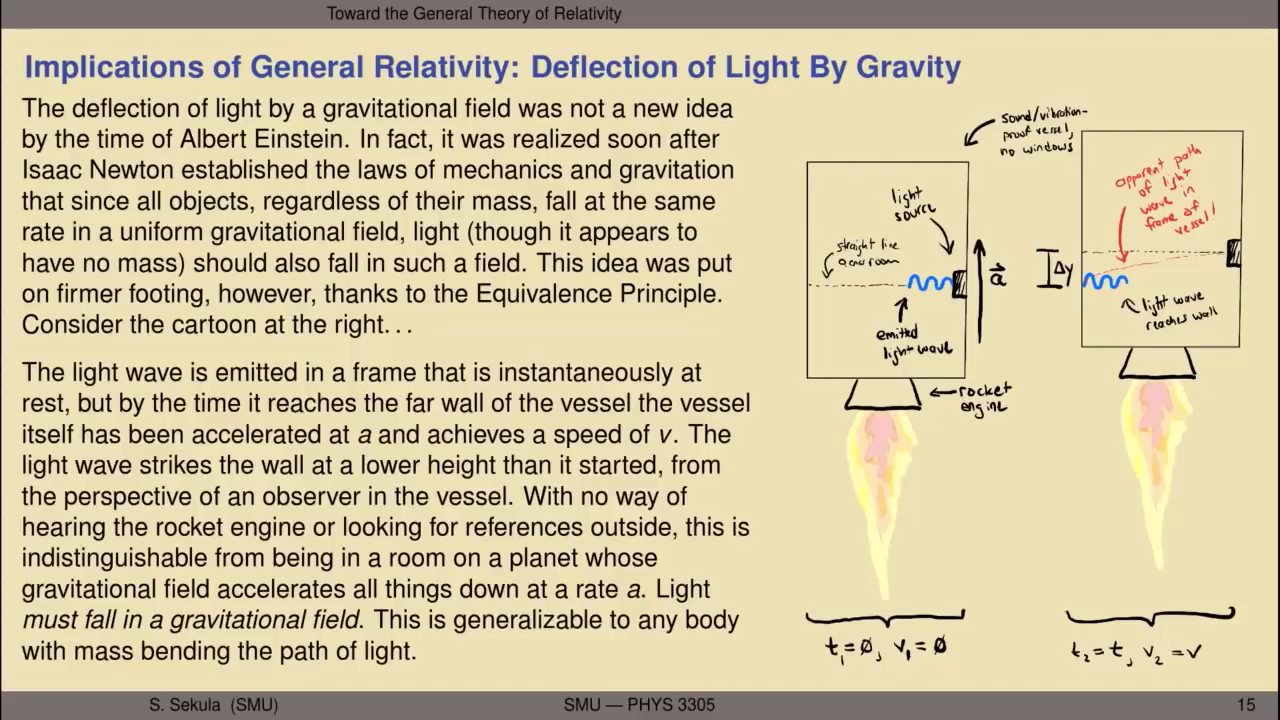 Toward the General Theory of Relativity
Implications of General Relativity: Deflection of Light By Gravity
The deflection of light by a gravitational field was not a new idea
by the time of Albert Einstein. In fact, it was realized soon after
Isaac Newton established the laws of mechanics and gravitation
that since all objects, regardless of their mass, fall at the same
rate in a uniform gravitational field, light (though it appears to
have no mass) should also fall in such a field. This idea was put
on firmer footing, however, thanks to the Equivalence Principle.
Consider the cartoon at the right...
The light wave is emitted in a frame that is instantaneously at
rest, but by the time it reaches the far wall of the vessel the vessel
itself has been accelerated at a and achieves a speed of v. The
light wave strikes the wall at a lower height than it started, from
the perspective of an observer in the vessel. With no way of
hearing the rocket engine or looking for references outside, this is
indistinguishable from being in a room on a planet whose
gravitational field accelerates all things down at a rate a. Light
must fall in a gravitational field. This is generalizable to any body
with mass bending the path of light.
sound/vibration-
proof vessel,
no windows
light
source
straight line
across room
emitted
light wave
a⃗
rocket
engine
t₁=0, v₁=0
apparent path
of light
wave in
frame of
vessel!
Δy
light wave
reaches wall
t₂=t, v₂=v
S. Sekula (SMU)
SMU — PHYS 3305
15